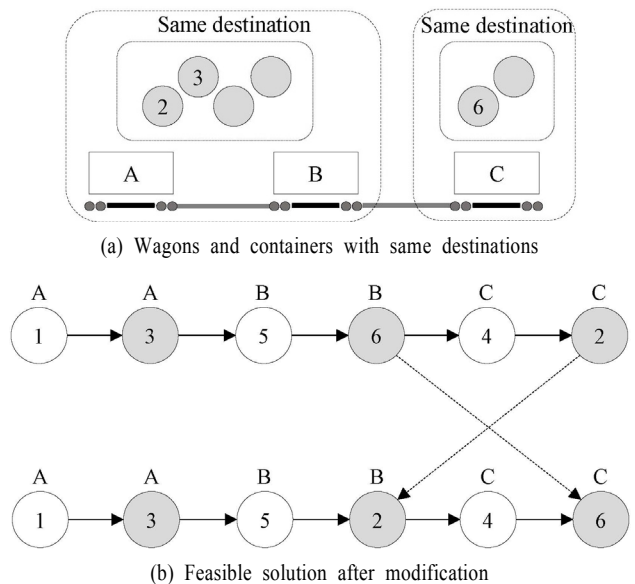 Same destination
Same destination
3
2
6
A
B
C
(a) Wagons and containers with same destinations
A A B B C C
1 3 5 6 4 2
A A B B C C
1 3 5 2 4 6
(b) Feasible solution after modification